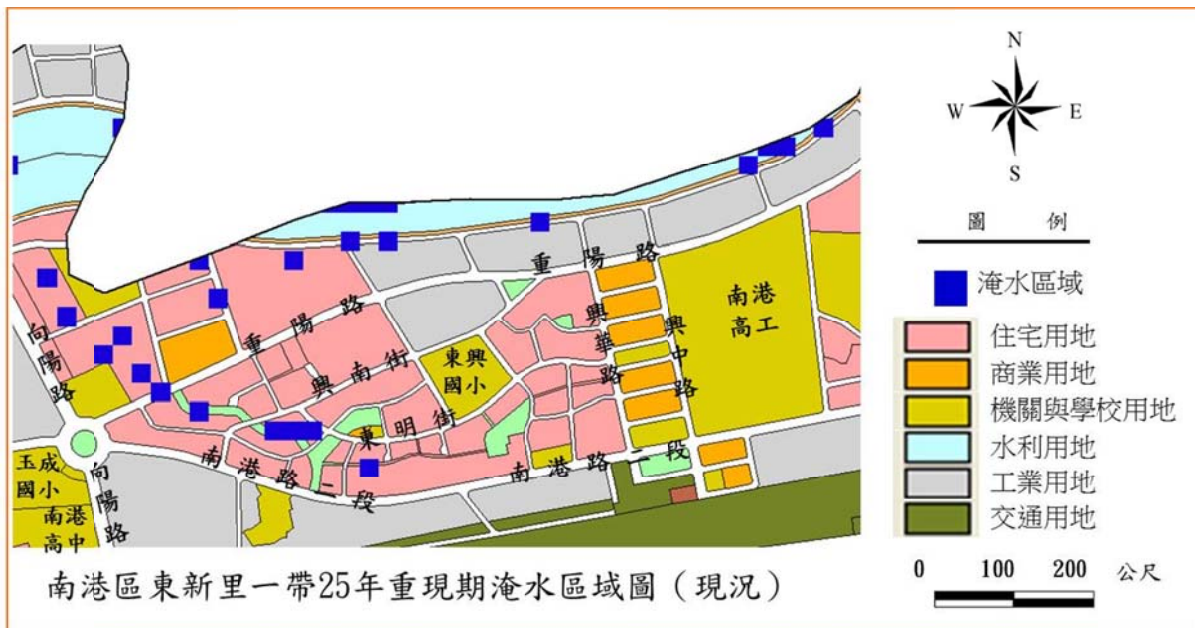 N
W E
S
圖 例
淹水區域
住宅用地
商業用地
機關與學校用地
水利用地
工業用地
交通用地
0 100 200 公尺
重陽路
重陽路
向陽路
向陽路
興南街
東興
國小
東明街
興華路
興中路
南港
高工
南港路二段
南港路二段
玉成
國小
南港
高中
南港區東新里一帶25年重現期淹水區域圖（現況）